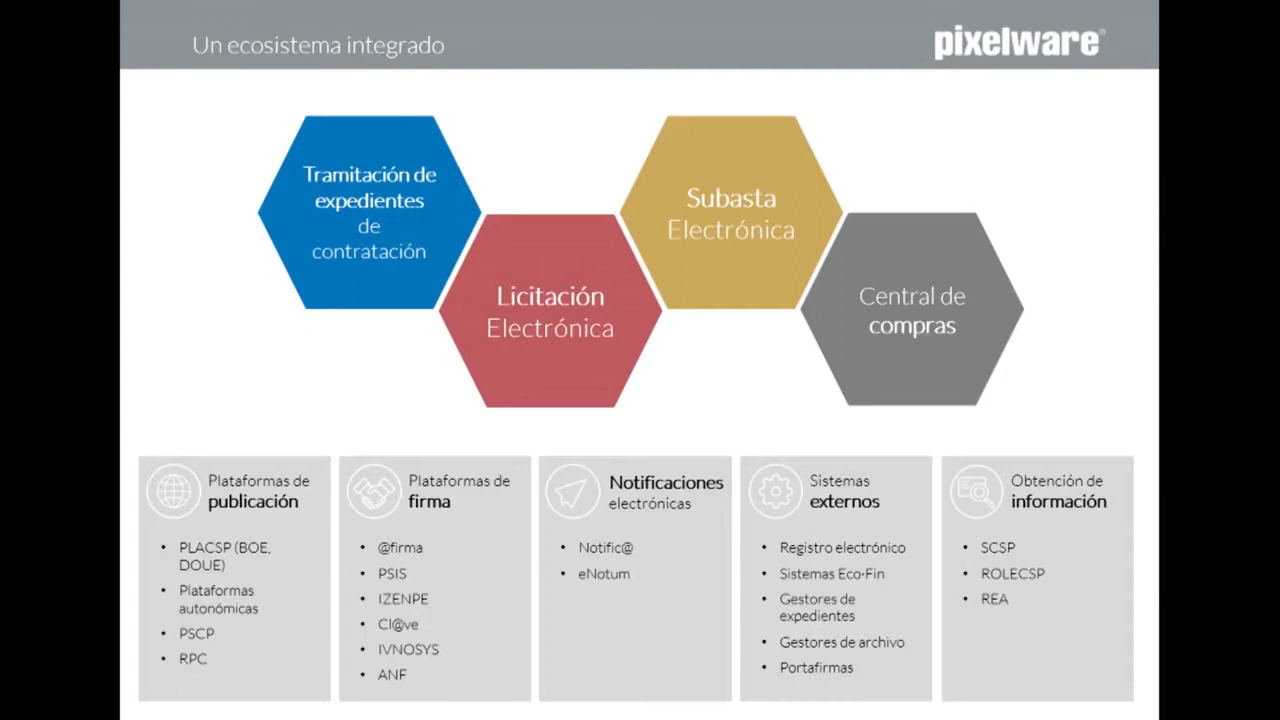 Un ecosistema integrado
pixelware®
Tramitación de
expedientes
de
contratación
Licitación
Electrónica
Subasta
Electrónica
Central de
compras
Plataformas de
publicación
• PLACSP (BOE,
DOUE)
• Plataformas
autonómicas
• PSCP
• RPC
Plataformas de
firma
• @firma
• PSIS
• IZENPE
• Cl@ve
• IVNOSYS
• ANF
Notificaciones
electrónicas
• Notific@
• eNotum
Sistemas
externos
• Registro electrónico
• Sistemas Eco-Fin
• Gestores de
expedientes
• Gestores de archivo
• Portafirmas
Obtención de
información
• SCSP
• ROLECSP
• REA